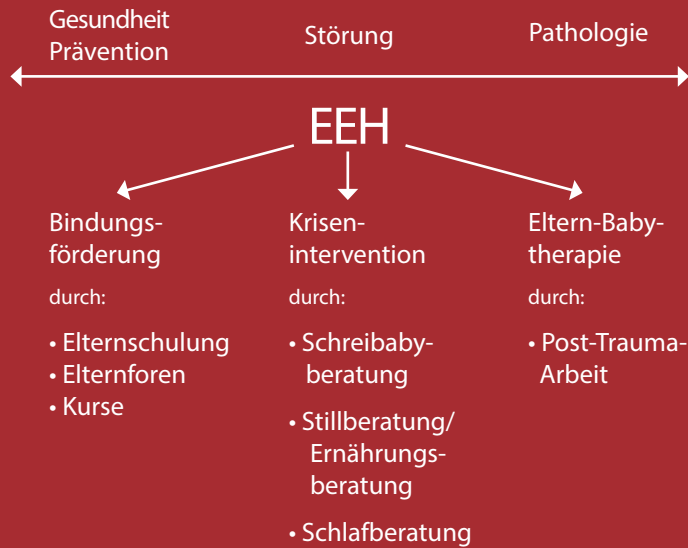 Gesundheit
Prävention
Störung
Pathologie
EEH
Bindungs-
förderung
durch:
• Elternschulung
• Elternforen
• Kurse
Krisen-
intervention
durch:
• Schreibaby-
beratung
• Stillberatung/
Ernährungs-
beratung
• Schlafberatung
Eltern-Baby-
therapie
durch:
• Post-Trauma-
Arbeit